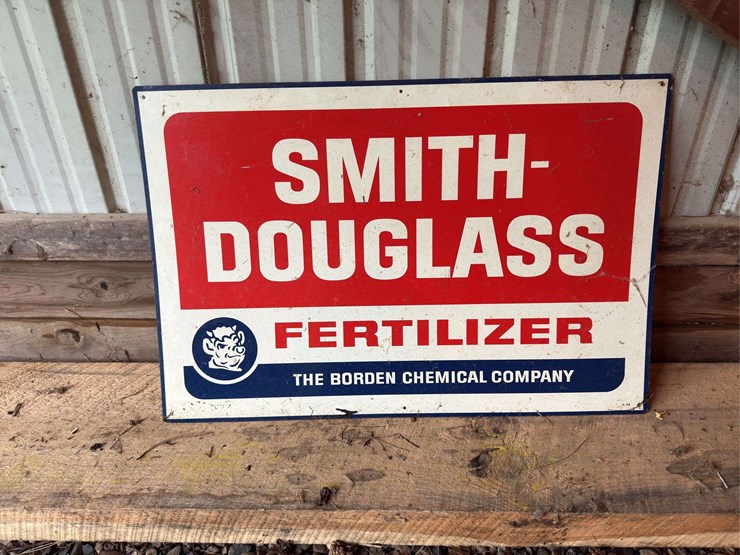 SMITH-
DOUGLASS
FERTILIZER
THE BORDEN CHEMICAL COMPANY